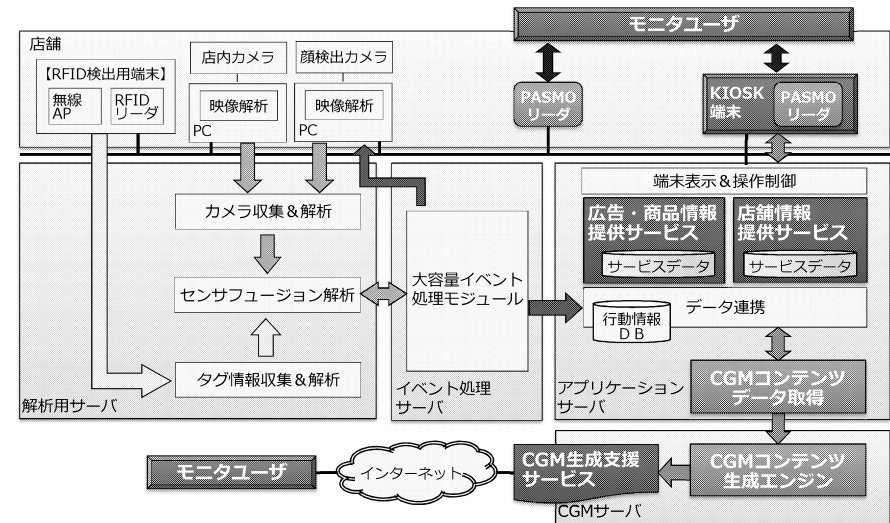 モニタユーザ
店舗
【RFID検出用端末】
無線
AP
RFID
リーダ
店内カメラ
映像解析
PC
顔検出カメラ
映像解析
PC
PASMO
リーダ
KIOSK
端末
PASMO
リーダ
カメラ収集＆解析
センサフュージョン解析
タグ情報収集＆解析
解析用サーバ
大容量イベント
処理モジュール
イベント処理
サーバ
端末表示＆操作制御
広告・商品情報
提供サービス
サービスデータ
店舗情報
提供サービス
サービスデータ
データ連携
行動情報
ＤＢ
CGMコンテンツ
データ取得
アプリケーション
サーバ
モニタユーザ
インターネット
CGM生成支援
サービス
CGMコンテンツ
生成エンジン
CGMサーバ